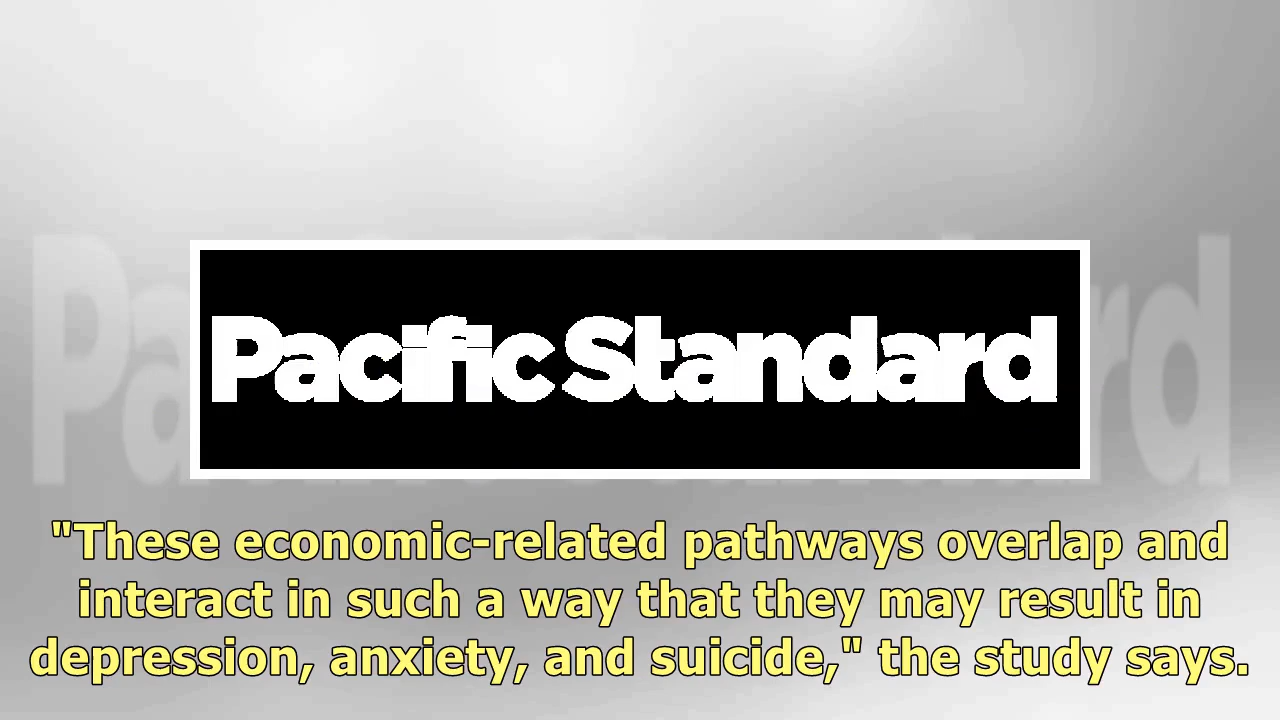 Pacific Standard
"These economic-related pathways overlap and
interact in such a way that they may result in
depression, anxiety, and suicide," the study says.